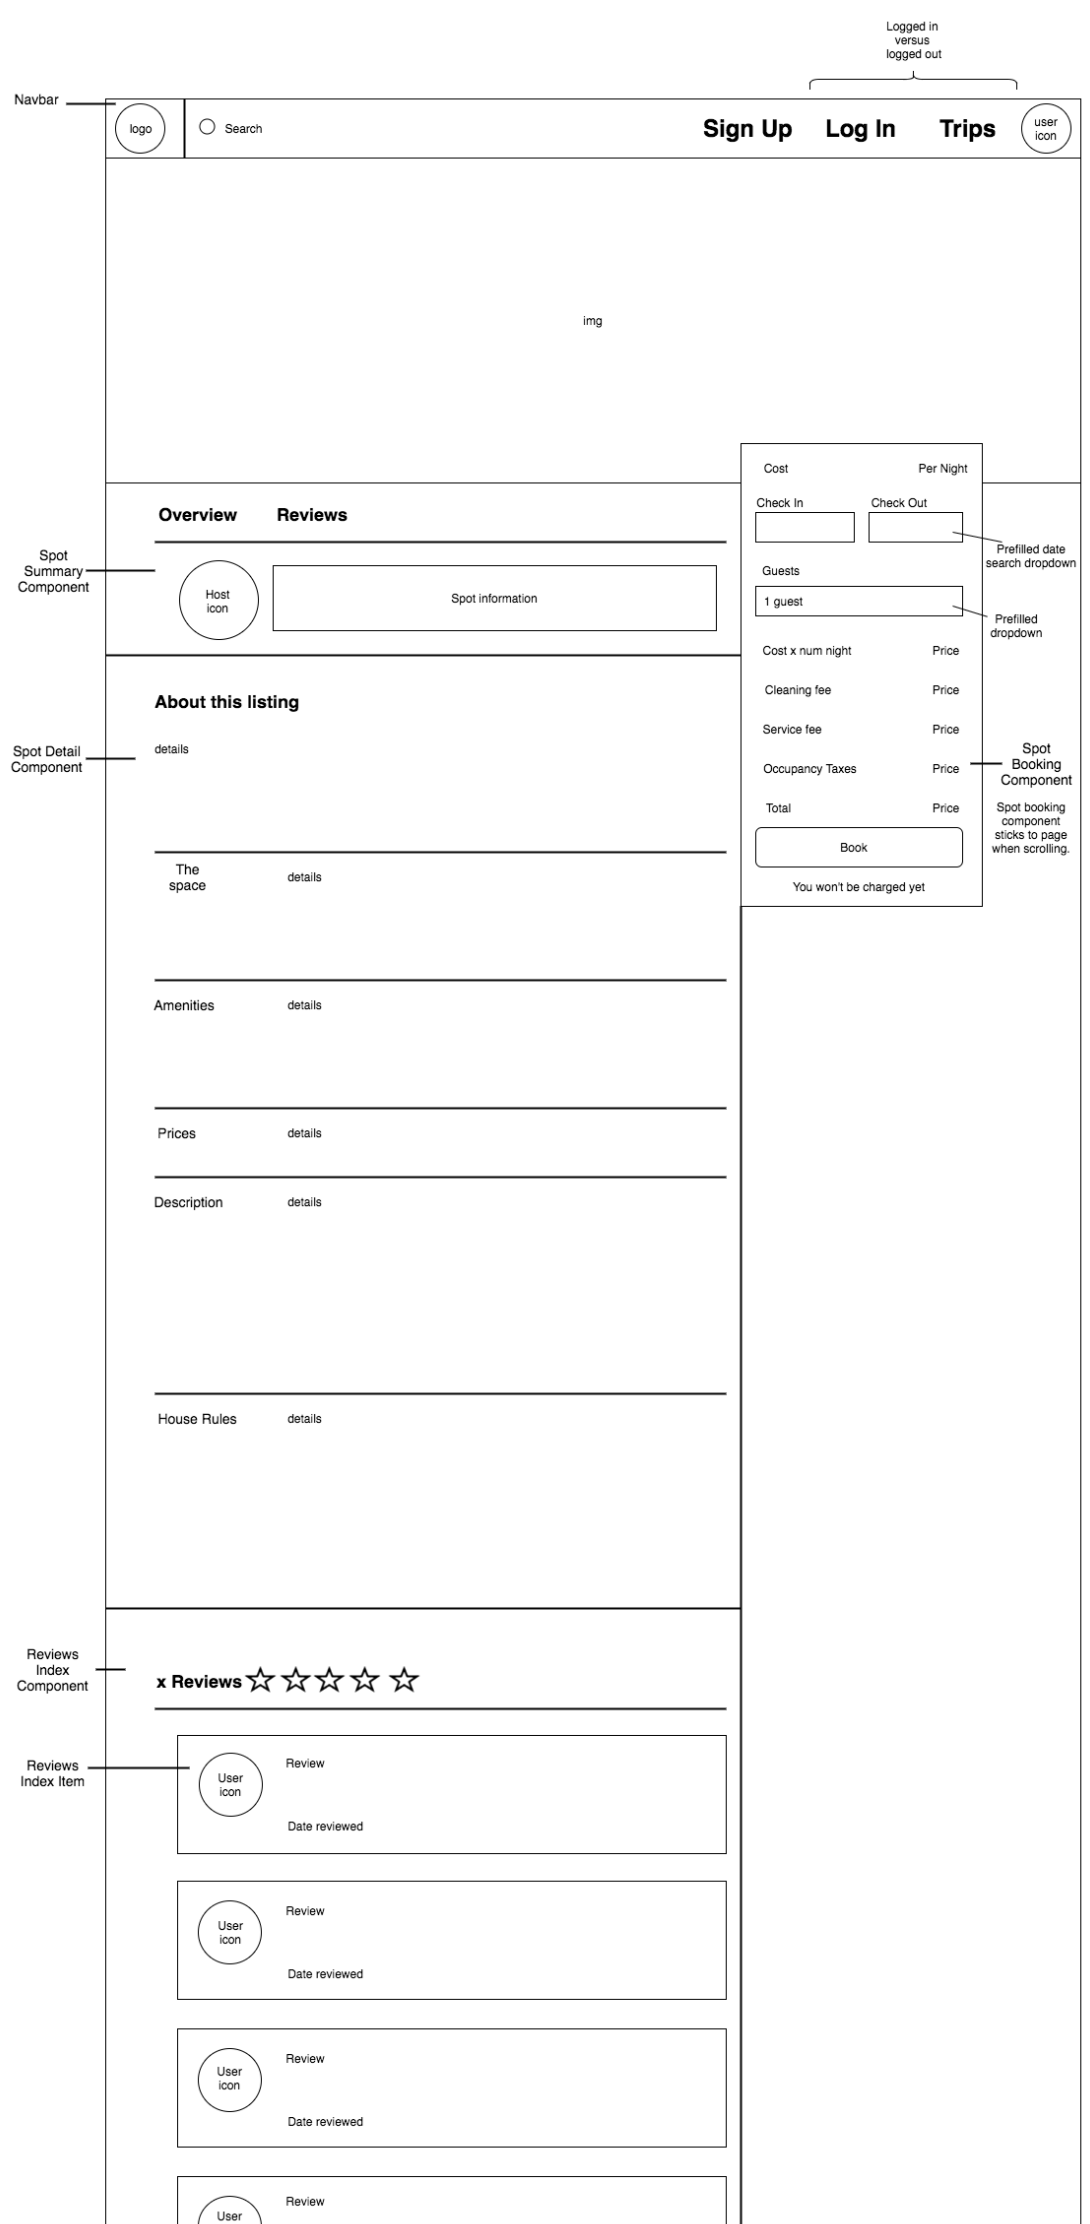 Logged in
versus
logged out
Navbar
logo
Search
Sign Up
Log In
Trips
user
icon
img
Cost
Per Night
Overview
Reviews
Check In
Check Out
Prefilled date
search dropdown
Spot
Summary
Component
Host
icon
Spot information
Guests
1 guest
Prefilled
dropdown
Cost x num night
Price
Cleaning fee
Price
Service fee
Price
Occupancy Taxes
Price
Total
Price
Book
You won't be charged yet
Spot
Booking
Component
Spot booking
component
sticks to page
when scrolling.
About this listing
Spot Detail
Component
details
The
space
details
Amenities
details
Prices
details
Description
details
House Rules
details
Reviews
Index
Component
x Reviews
Reviews
Index Item
User
icon
Review
Date reviewed
User
icon
Review
Date reviewed
User
icon
Review
Date reviewed
User
Review